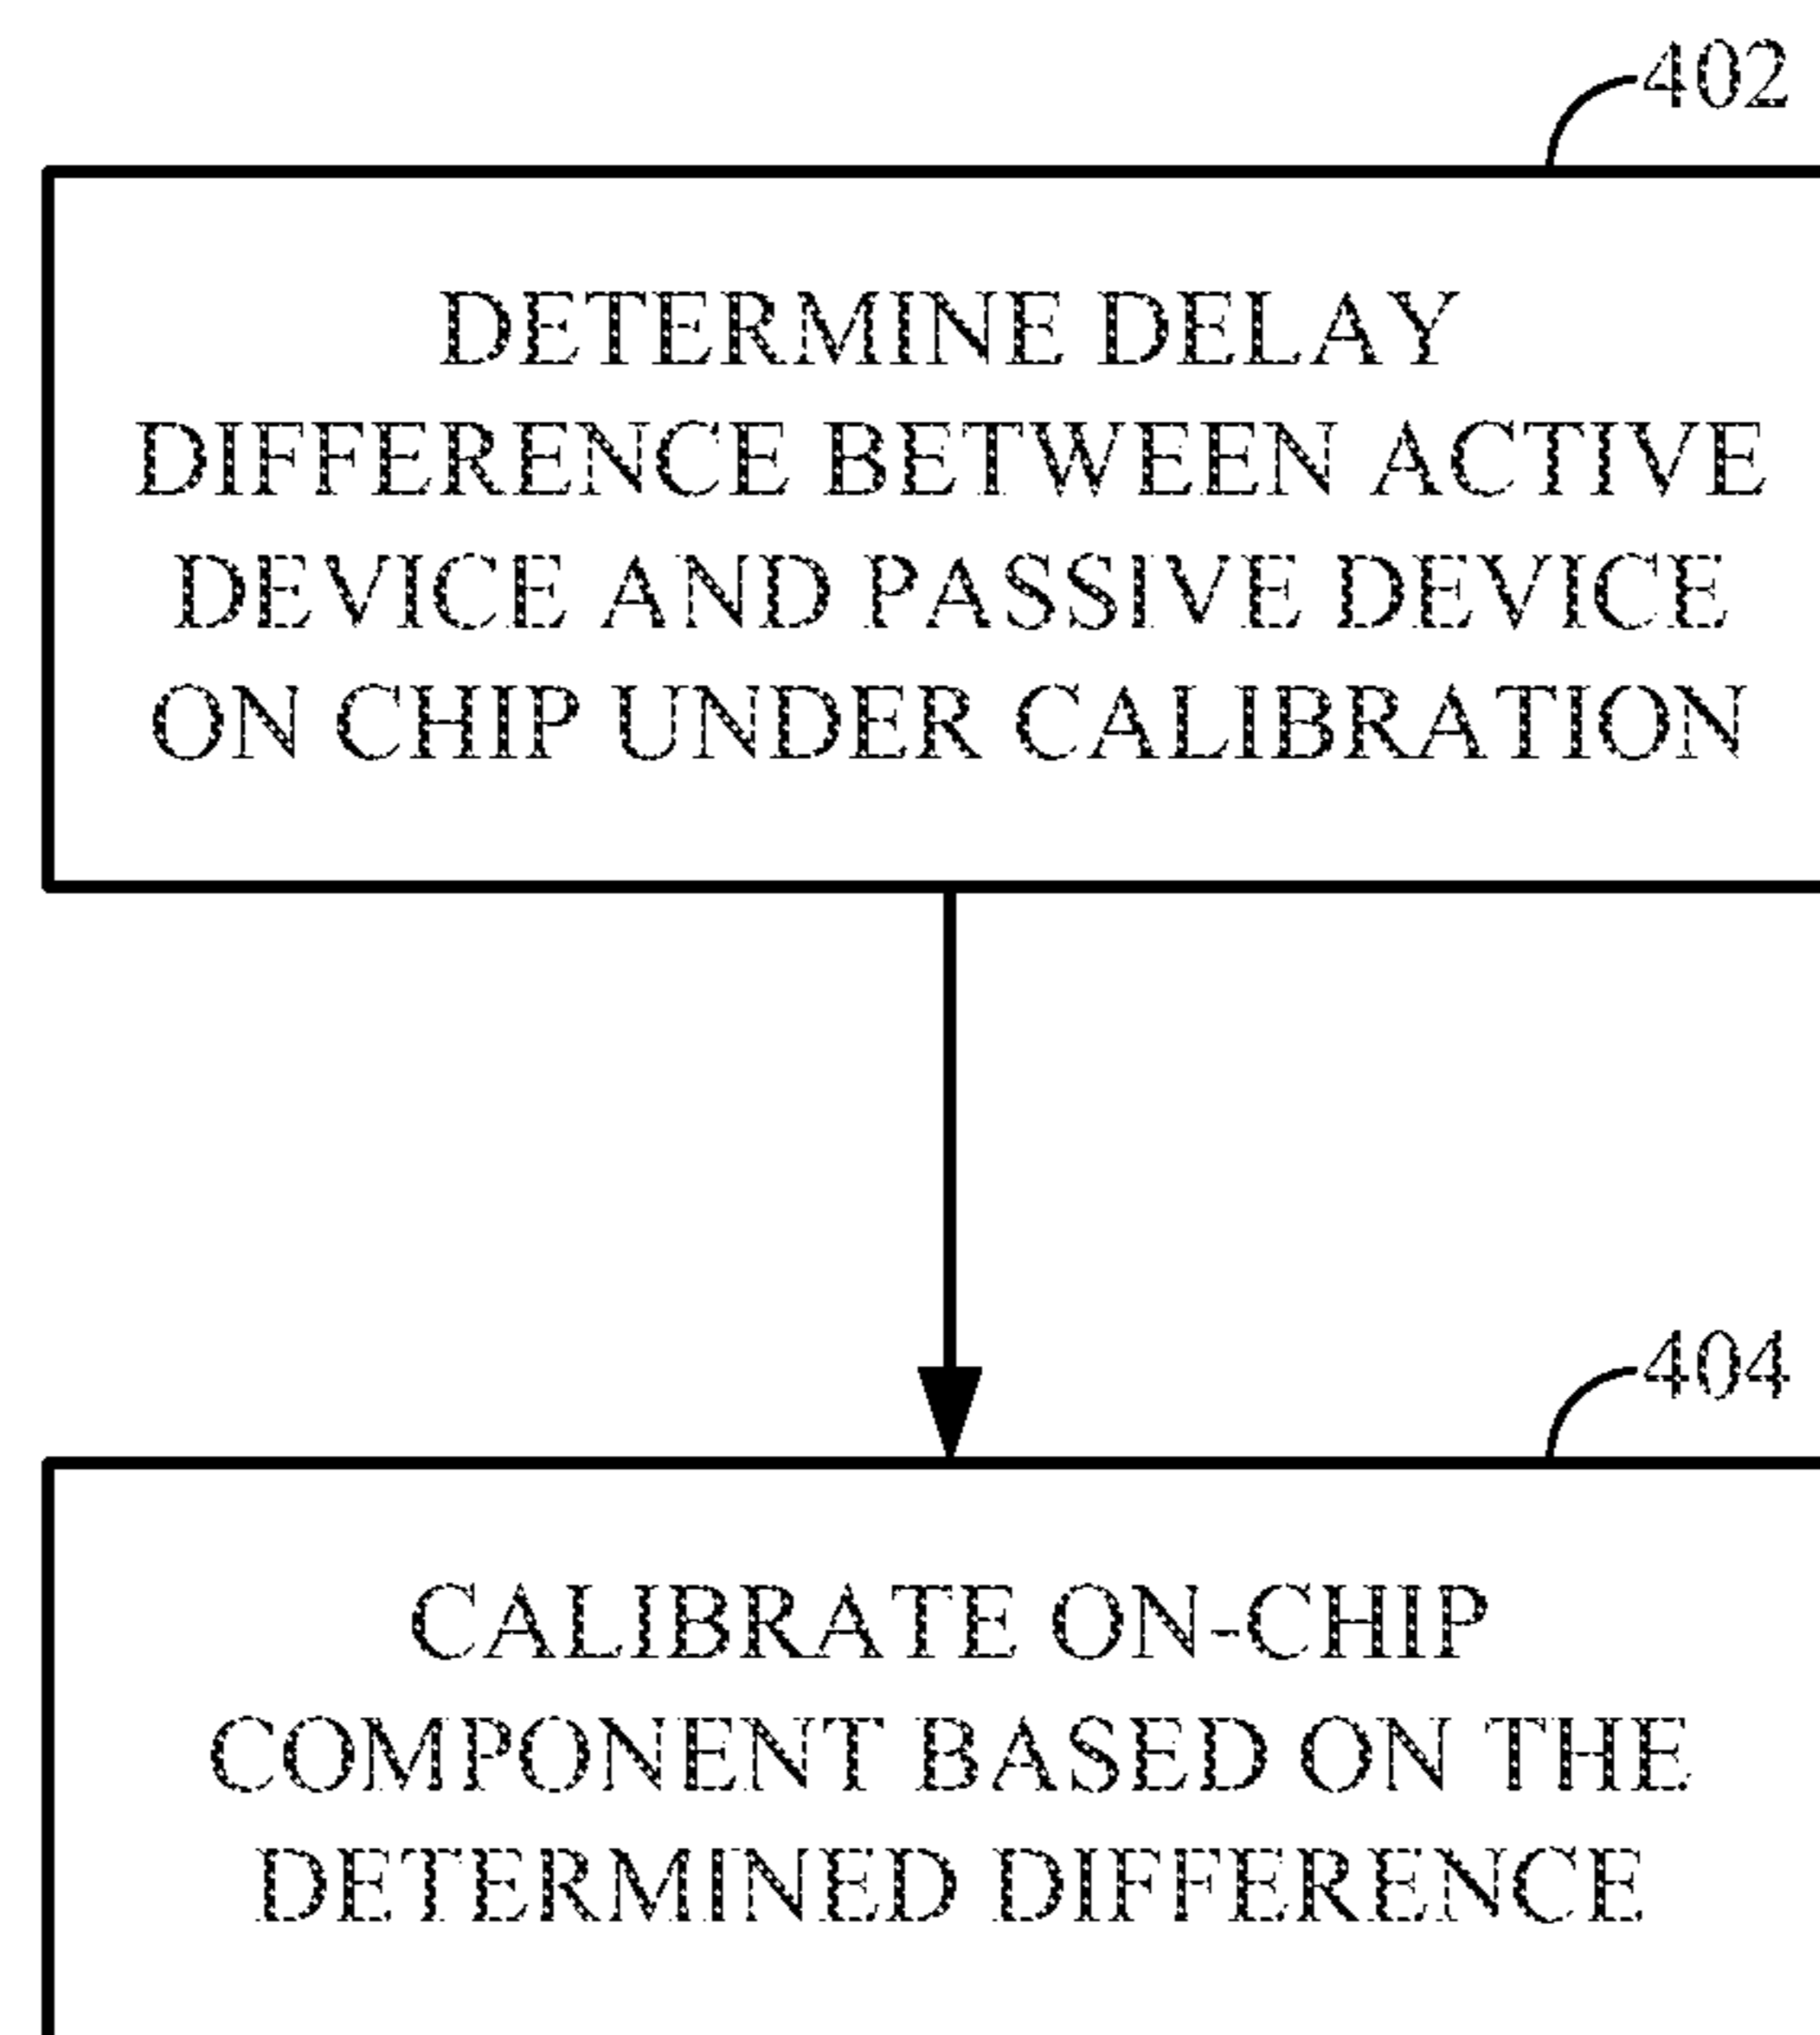 402
DETERMINE DELAY
DIFFERENCE BETWEEN ACTIVE
DEVICE AND PASSIVE DEVICE
ON CHIP UNDER CALIBRATION
404
CALIBRATE ON-CHIP
COMPONENT BASED ON THE
DETERMINED DIFFERENCE